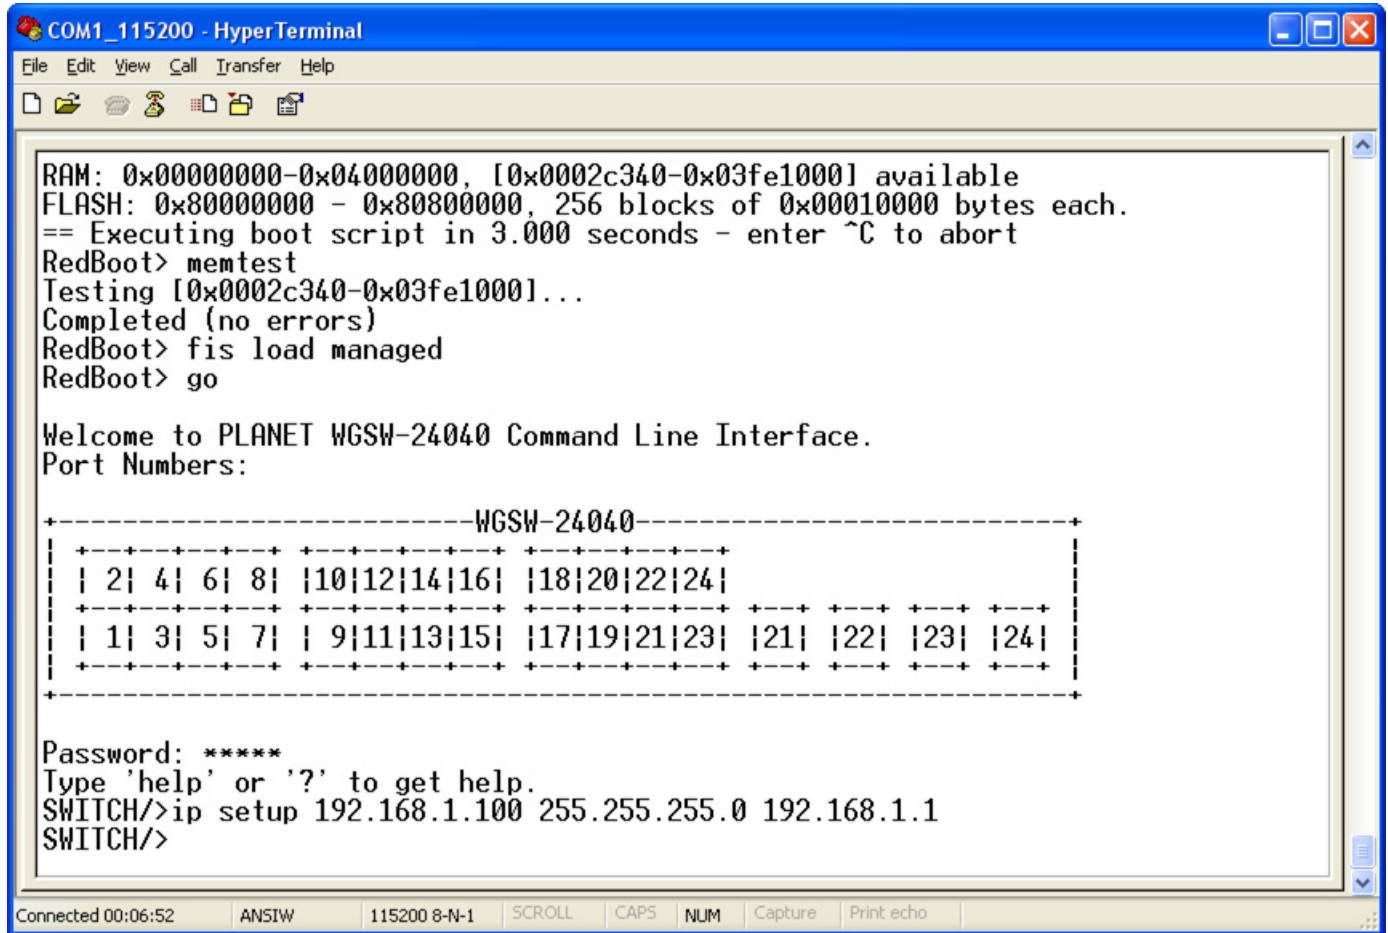 COM1_115200 - HyperTerminal
File Edit View Call Transfer Help
RAM: 0x00000000-0x04000000, [0x0002c340-0x03fe1000] available
FLASH: 0x80000000 - 0x80800000, 256 blocks of 0x00010000 bytes each.
== Executing boot script in 3.000 seconds - enter ^C to abort
RedBoot> memtest
Testing [0x0002c340-0x03fe1000]...
Completed (no errors)
RedBoot> fis load managed
RedBoot> go
Welcome to PLANET WGSW-24040 Command Line Interface.
Port Numbers:
+--------------------------WGSW-24040---------------------------+
| +--+--+--+--+ +--+--+--+--+ +--+--+--+--+                      |
| | 2| 4| 6| 8| |10|12|14|16| |18|20|22|24|                      |
| +--+--+--+--+ +--+--+--+--+ +--+--+--+--+ +--+ +--+ +--+ +--+ |
| | 1| 3| 5| 7| | 9|11|13|15| |17|19|21|23| |21| |22| |23| |24| |
| +--+--+--+--+ +--+--+--+--+ +--+--+--+--+ +--+ +--+ +--+ +--+ |
+----------------------------------------------------------------+
Password: *****
Type 'help' or '?' to get help.
SWITCH/>ip setup 192.168.1.100 255.255.255.0 192.168.1.1
SWITCH/>
Connected 00:06:52 ANSIW 115200 8-N-1 SCROLL CAPS NUM Capture Print echo